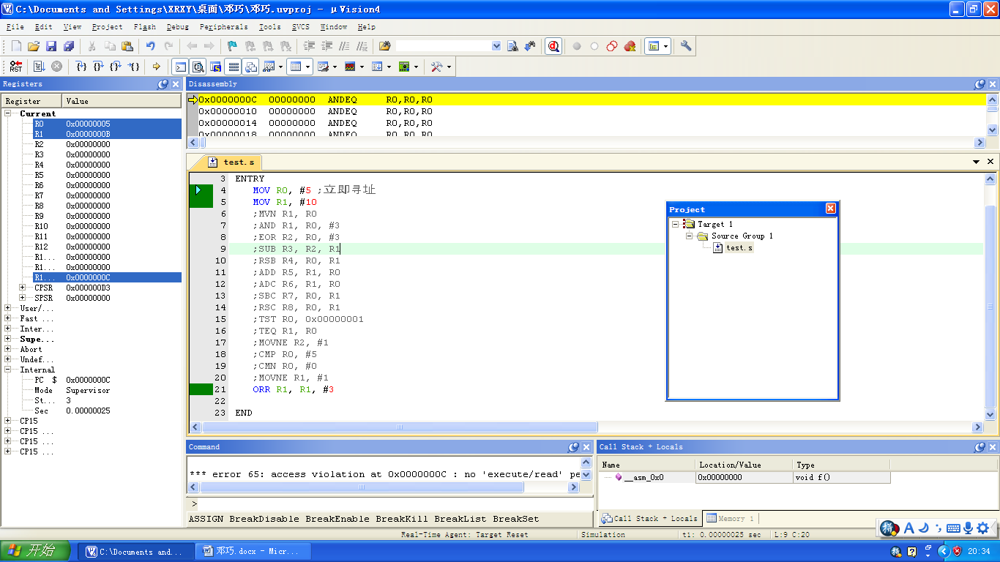 C:\Documents and Settings\XRXY\桌面\邓巧\邓巧.uvproj - µVision4
File Edit View Project Flash Debug Peripherals Tools SVCS Window Help
RST
Registers
Register Value
Current
R0 0x00000005
R1 0x0000000B
R2 0x00000000
R3 0x00000000
R4 0x00000000
R5 0x00000000
R6 0x00000000
R7 0x00000000
R8 0x00000000
R9 0x00000000
R10 0x00000000
R11 0x00000000
R12 0x00000000
R1... 0x00000000
R1... 0x00000000
R1... 0x0000000C
CPSR 0x000000D3
SPSR 0x00000000
User/...
Fast ...
Inter...
Supe...
Abort
Undef...
Internal
PC $ 0x0000000C
Mode Supervisor
St... 3
Sec 0.00000025
CP15
CP15 ...
CP15 ...
CP15 ...
Disassembly
0x0000000C 00000000 ANDEQ R0,R0,R0
0x00000010 00000000 ANDEQ R0,R0,R0
0x00000014 00000000 ANDEQ R0,R0,R0
0x00000018 00000000 ANDEQ R0,R0,R0
test.s
3 ENTRY
4 MOV R0, #5 ;立即寻址
5 MOV R1, #10
6 ;MVN R1, R0
7 ;AND R1, R0, #3
8 ;EOR R2, R0, #3
9 ;SUB R3, R2, R1
10 ;RSB R4, R0, R1
11 ;ADD R5, R1, R0
12 ;ADC R6, R1, R0
13 ;SBC R7, R0, R1
14 ;RSC R8, R0, R1
15 ;TST R0, 0x00000001
16 ;TEQ R1, R0
17 ;MOVNE R2, #1
18 ;CMP R0, #5
19 ;CMN R0, #0
20 ;MOVNE R1, #1
21 ORR R1, R1, #3
22
23 END
Project
Target 1
Source Group 1
test.s
Command
*** error 65: access violation at 0x0000000C : no 'execute/read' pe
>
ASSIGN BreakDisable BreakEnable BreakKill BreakList BreakSet
Call Stack + Locals
Name Location/Value Type
__asm_0x0 0x00000000 void f()
Call Stack + Locals Memory 1
Real-Time Agent: Target Reset Simulation t1: 0.00000025 sec L:9 C:20
开始 C:\Documents and... 邓巧.docx - Micr... 20:34